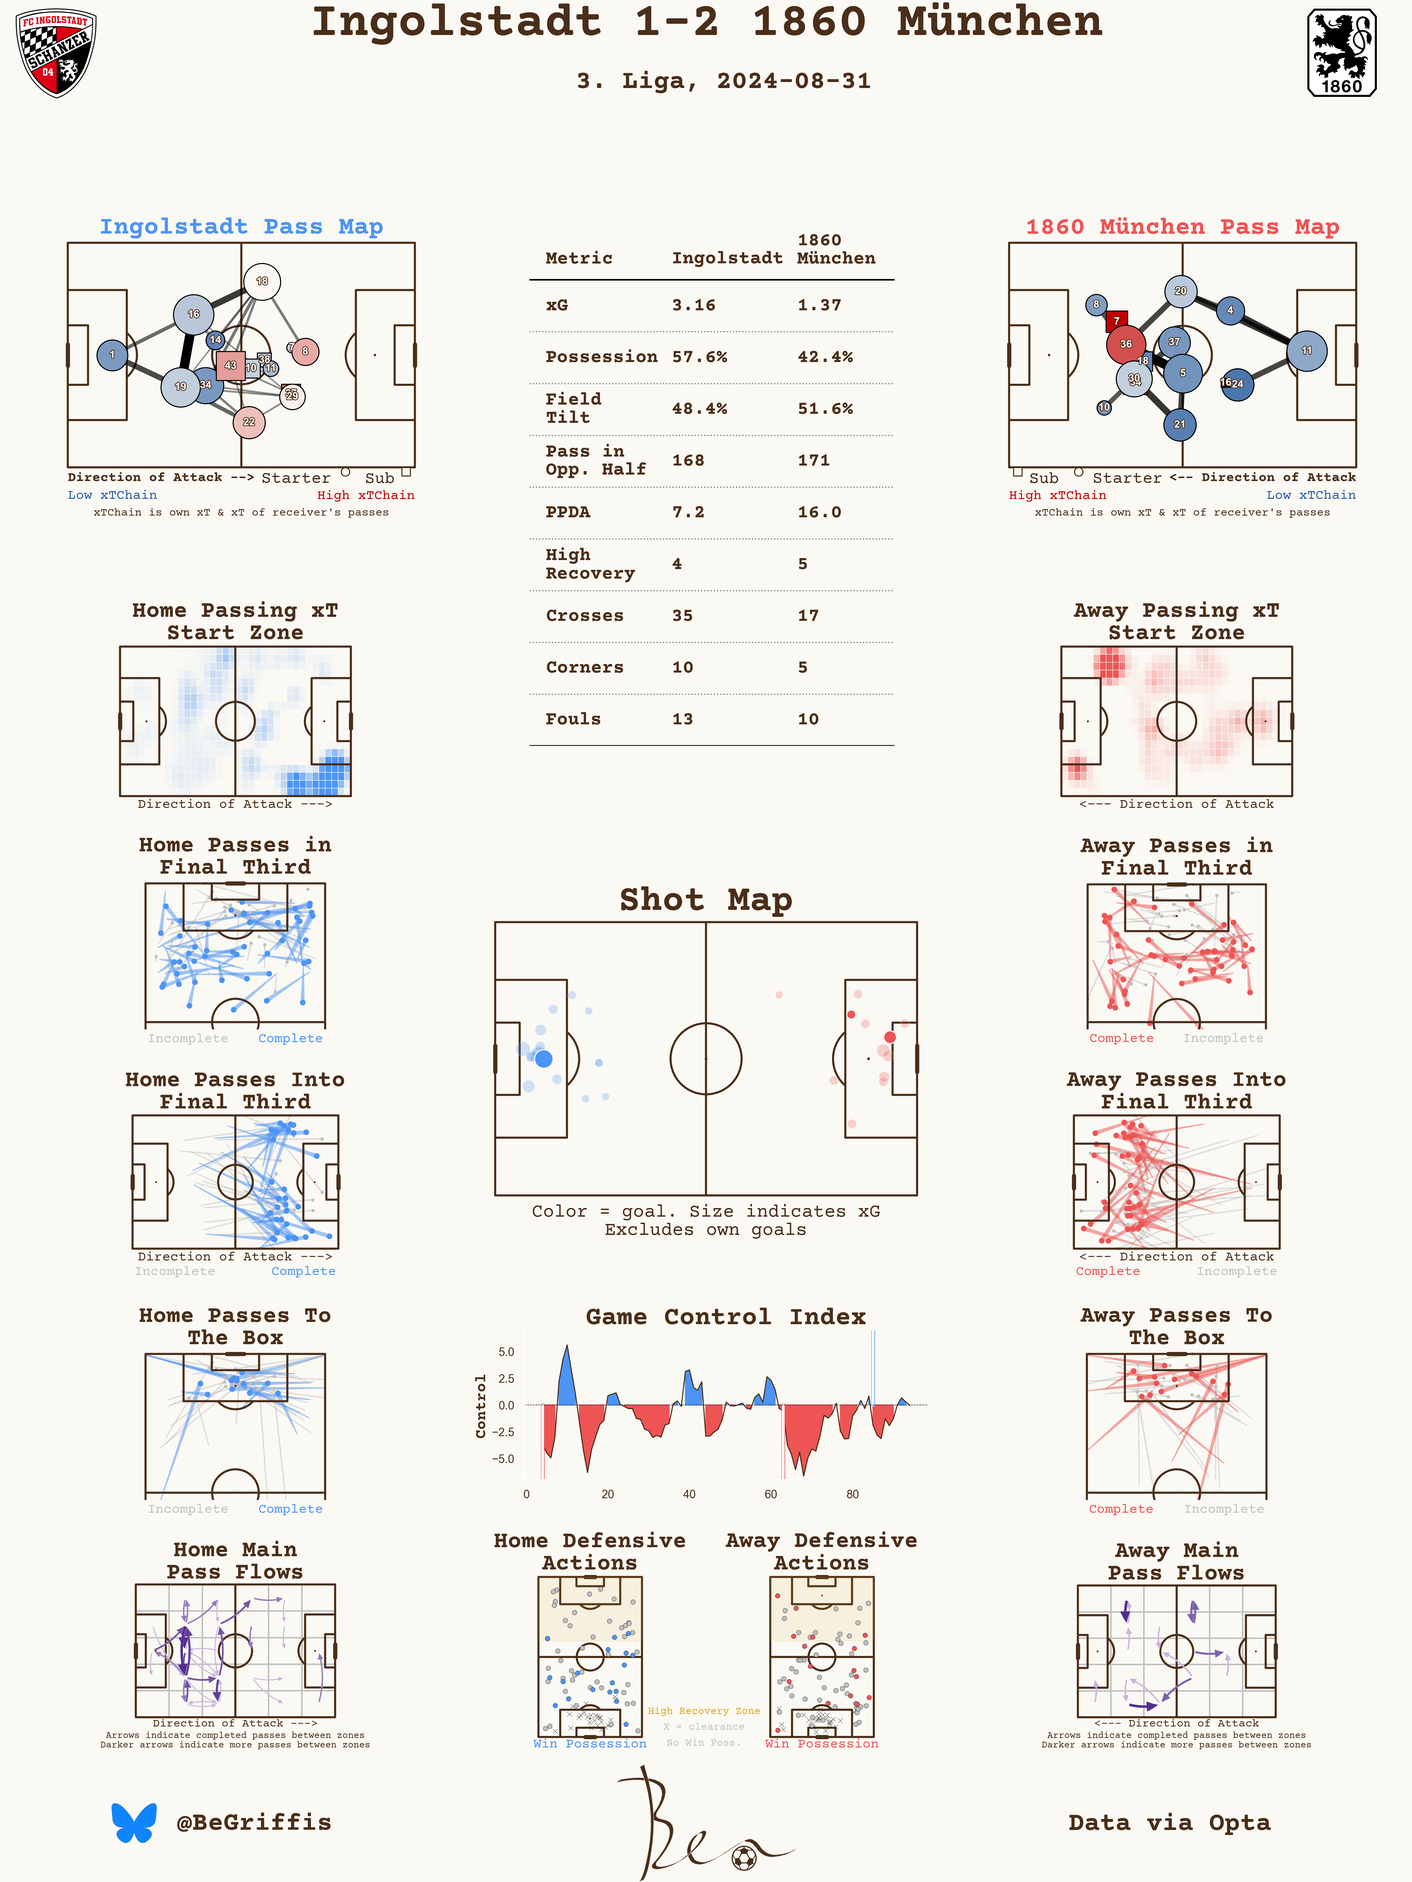 Ingolstadt 1-2 1860 München
3. Liga, 2024-08-31
FC INGOLSTADT
SCHANZER
04
1860
Ingolstadt Pass Map
18
16
14
1
43
38
10
11
8
19
34
29
22
Direction of Attack --> Starter Sub
Low xTChain High xTChain
xTChain is own xT & xT of receiver's passes
Metric Ingolstadt 1860 München
xG 3.16 1.37
Possession 57.6% 42.4%
Field Tilt 48.4% 51.6%
Pass in Opp. Half 168 171
PPDA 7.2 16.0
High Recovery 4 5
Crosses 35 17
Corners 10 5
Fouls 13 10
1860 München Pass Map
20
8
4
7
36
37
11
18
5
30
16
24
10
21
Sub Starter <-- Direction of Attack
High xTChain Low xTChain
xTChain is own xT & xT of receiver's passes
Home Passing xT
Start Zone
Direction of Attack --->
Away Passing xT
Start Zone
<--- Direction of Attack
Home Passes in
Final Third
Incomplete Complete
Away Passes in
Final Third
Complete Incomplete
Shot Map
Color = goal. Size indicates xG
Excludes own goals
Home Passes Into
Final Third
Direction of Attack --->
Incomplete Complete
Away Passes Into
Final Third
<--- Direction of Attack
Complete Incomplete
Home Passes To
The Box
Incomplete Complete
Game Control Index
Control
5.0
2.5
0.0
−2.5
−5.0
0 20 40 60 80
Away Passes To
The Box
Complete Incomplete
Home Main
Pass Flows
Direction of Attack --->
Arrows indicate completed passes between zones
Darker arrows indicate more passes between zones
Home Defensive
Actions
Win Possession
High Recovery Zone
X = clearance
No Win Poss.
Away Defensive
Actions
Win Possession
Away Main
Pass Flows
<--- Direction of Attack
Arrows indicate completed passes between zones
Darker arrows indicate more passes between zones
@BeGriffis
Ben
Data via Opta